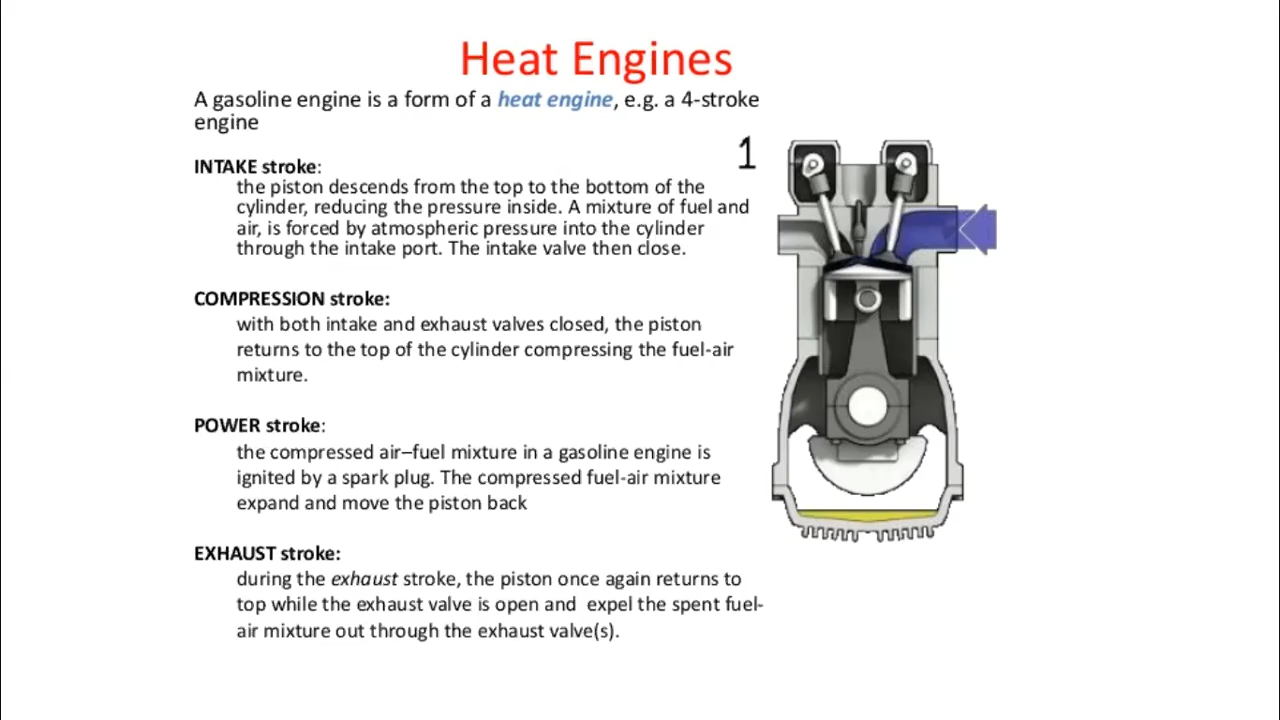 Heat Engines
A gasoline engine is a form of a heat engine, e.g. a 4-stroke
engine
1
INTAKE stroke:
the piston descends from the top to the bottom of the
cylinder, reducing the pressure inside. A mixture of fuel and
air, is forced by atmospheric pressure into the cylinder
through the intake port. The intake valve then close.
COMPRESSION stroke:
with both intake and exhaust valves closed, the piston
returns to the top of the cylinder compressing the fuel-air
mixture.
POWER stroke:
the compressed air–fuel mixture in a gasoline engine is
ignited by a spark plug. The compressed fuel-air mixture
expand and move the piston back
EXHAUST stroke:
during the exhaust stroke, the piston once again returns to
top while the exhaust valve is open and  expel the spent fuel-
air mixture out through the exhaust valve(s).